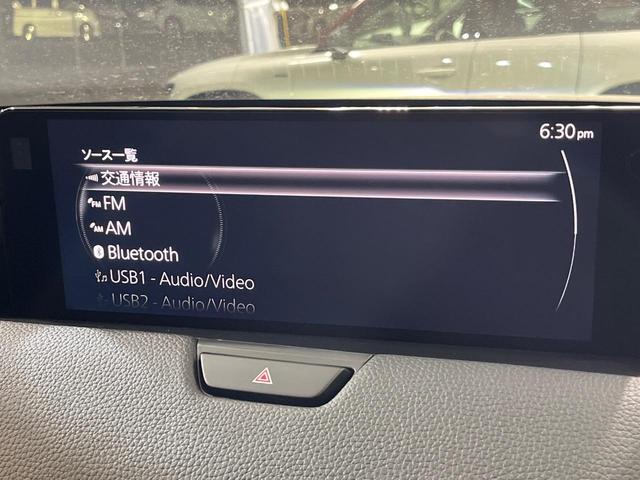 6:30pm
ソース一覧
交通情報
FM
AM
Bluetooth
USB1 - Audio/Video
USB2 - Audio/Video